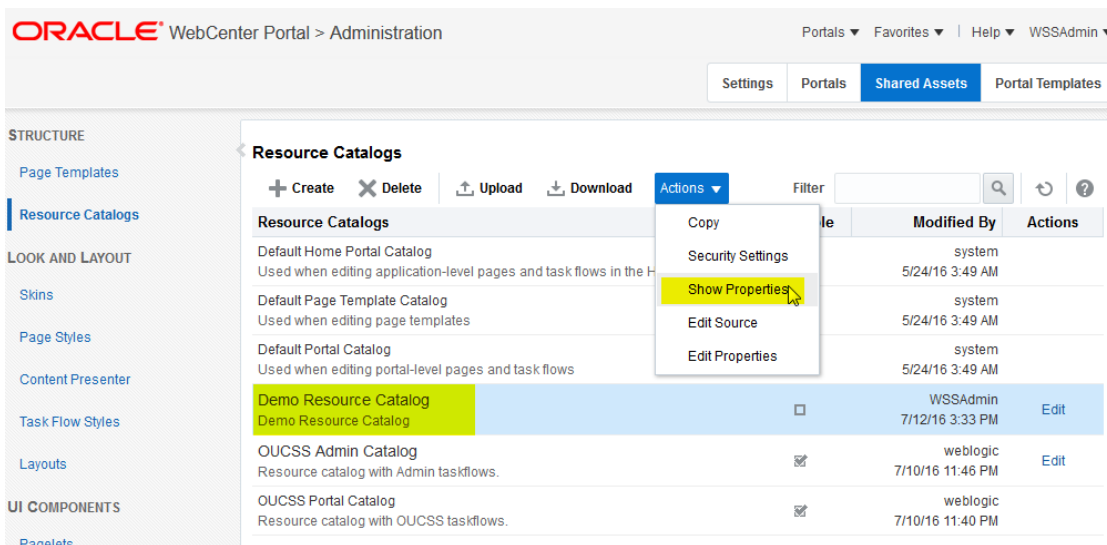 ORACLE® WebCenter Portal > Administration
Portals ▼ Favorites ▼ | Help ▼ WSSAdmin ▼
Settings Portals Shared Assets Portal Templates
STRUCTURE
Page Templates
Resource Catalogs
LOOK AND LAYOUT
Skins
Page Styles
Content Presenter
Task Flow Styles
Layouts
UI COMPONENTS
Pagelets
Resource Catalogs
Create Delete Upload Download Actions ▼ Filter
Copy
Security Settings
Show Properties
Edit Source
Edit Properties
Resource Catalogs Modified By Actions
Default Home Portal Catalog system
Used when editing application-level pages and task flows in the 5/24/16 3:49 AM
Default Page Template Catalog system
Used when editing page templates 5/24/16 3:49 AM
Default Portal Catalog system
Used when editing portal-level pages and task flows 5/24/16 3:49 AM
Demo Resource Catalog WSSAdmin
Demo Resource Catalog 7/12/16 3:33 PM Edit
OUCSS Admin Catalog weblogic
Resource catalog with Admin taskflows. 7/10/16 11:46 PM Edit
OUCSS Portal Catalog weblogic
Resource catalog with OUCSS taskflows. 7/10/16 11:40 PM